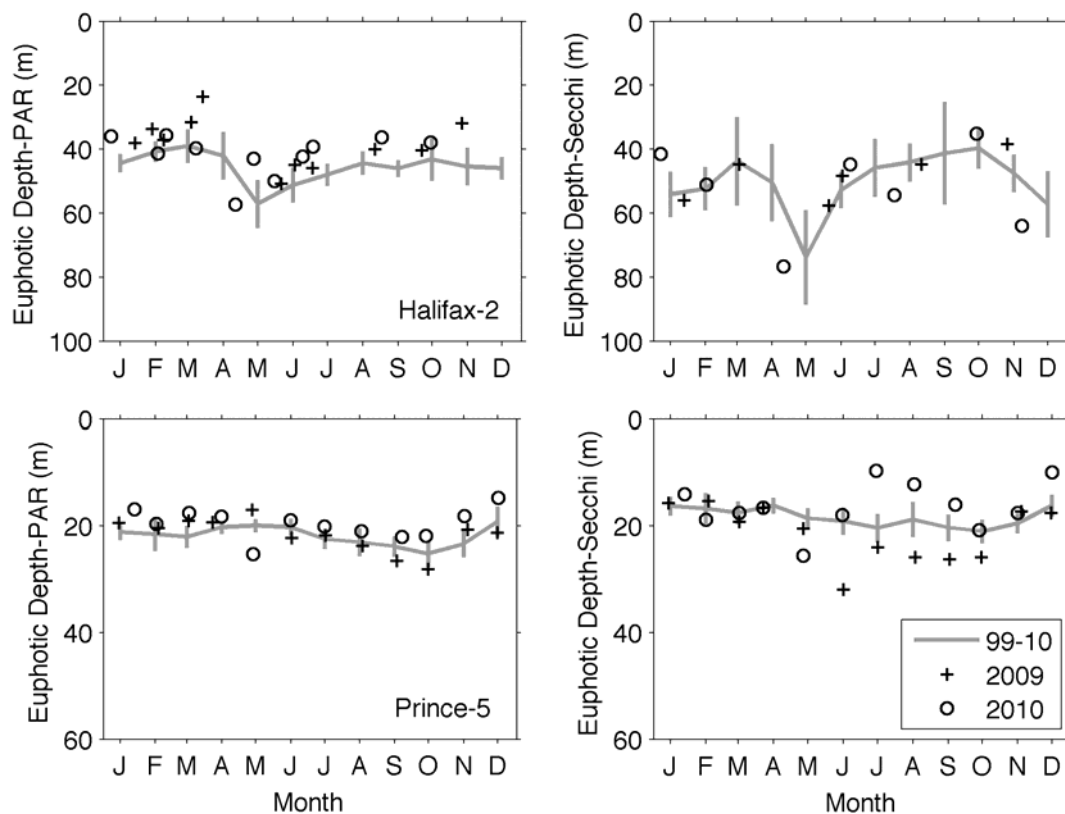 Euphotic Depth-PAR (m)
0
20
40
60
80
100
J F M A M J J A S O N D
Halifax-2
Euphotic Depth-Secchi (m)
0
20
40
60
80
100
J F M A M J J A S O N D
Euphotic Depth-PAR (m)
0
20
40
60
J F M A M J J A S O N D
Month
Prince-5
Euphotic Depth-Secchi (m)
0
20
40
60
J F M A M J J A S O N D
Month
99-10
2009
2010